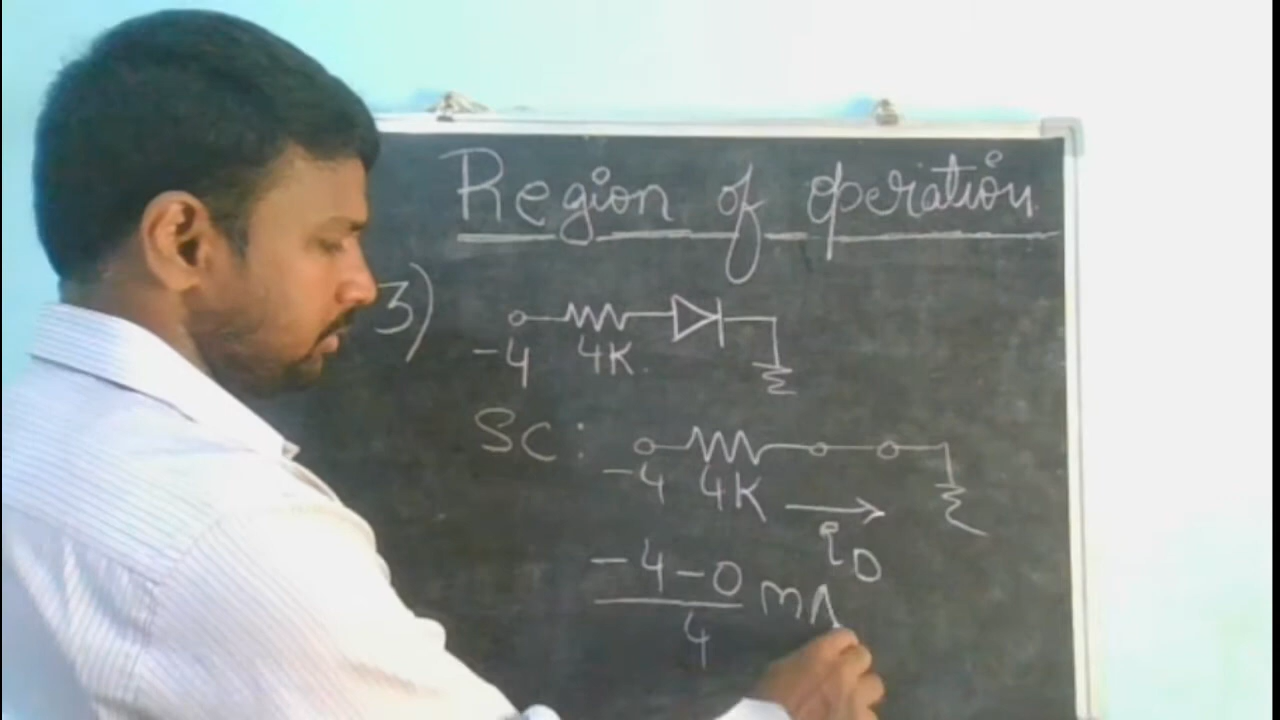 Region of operation
3)
-4 4K
SC:
-4 4K
iD
-4-0 mA
4